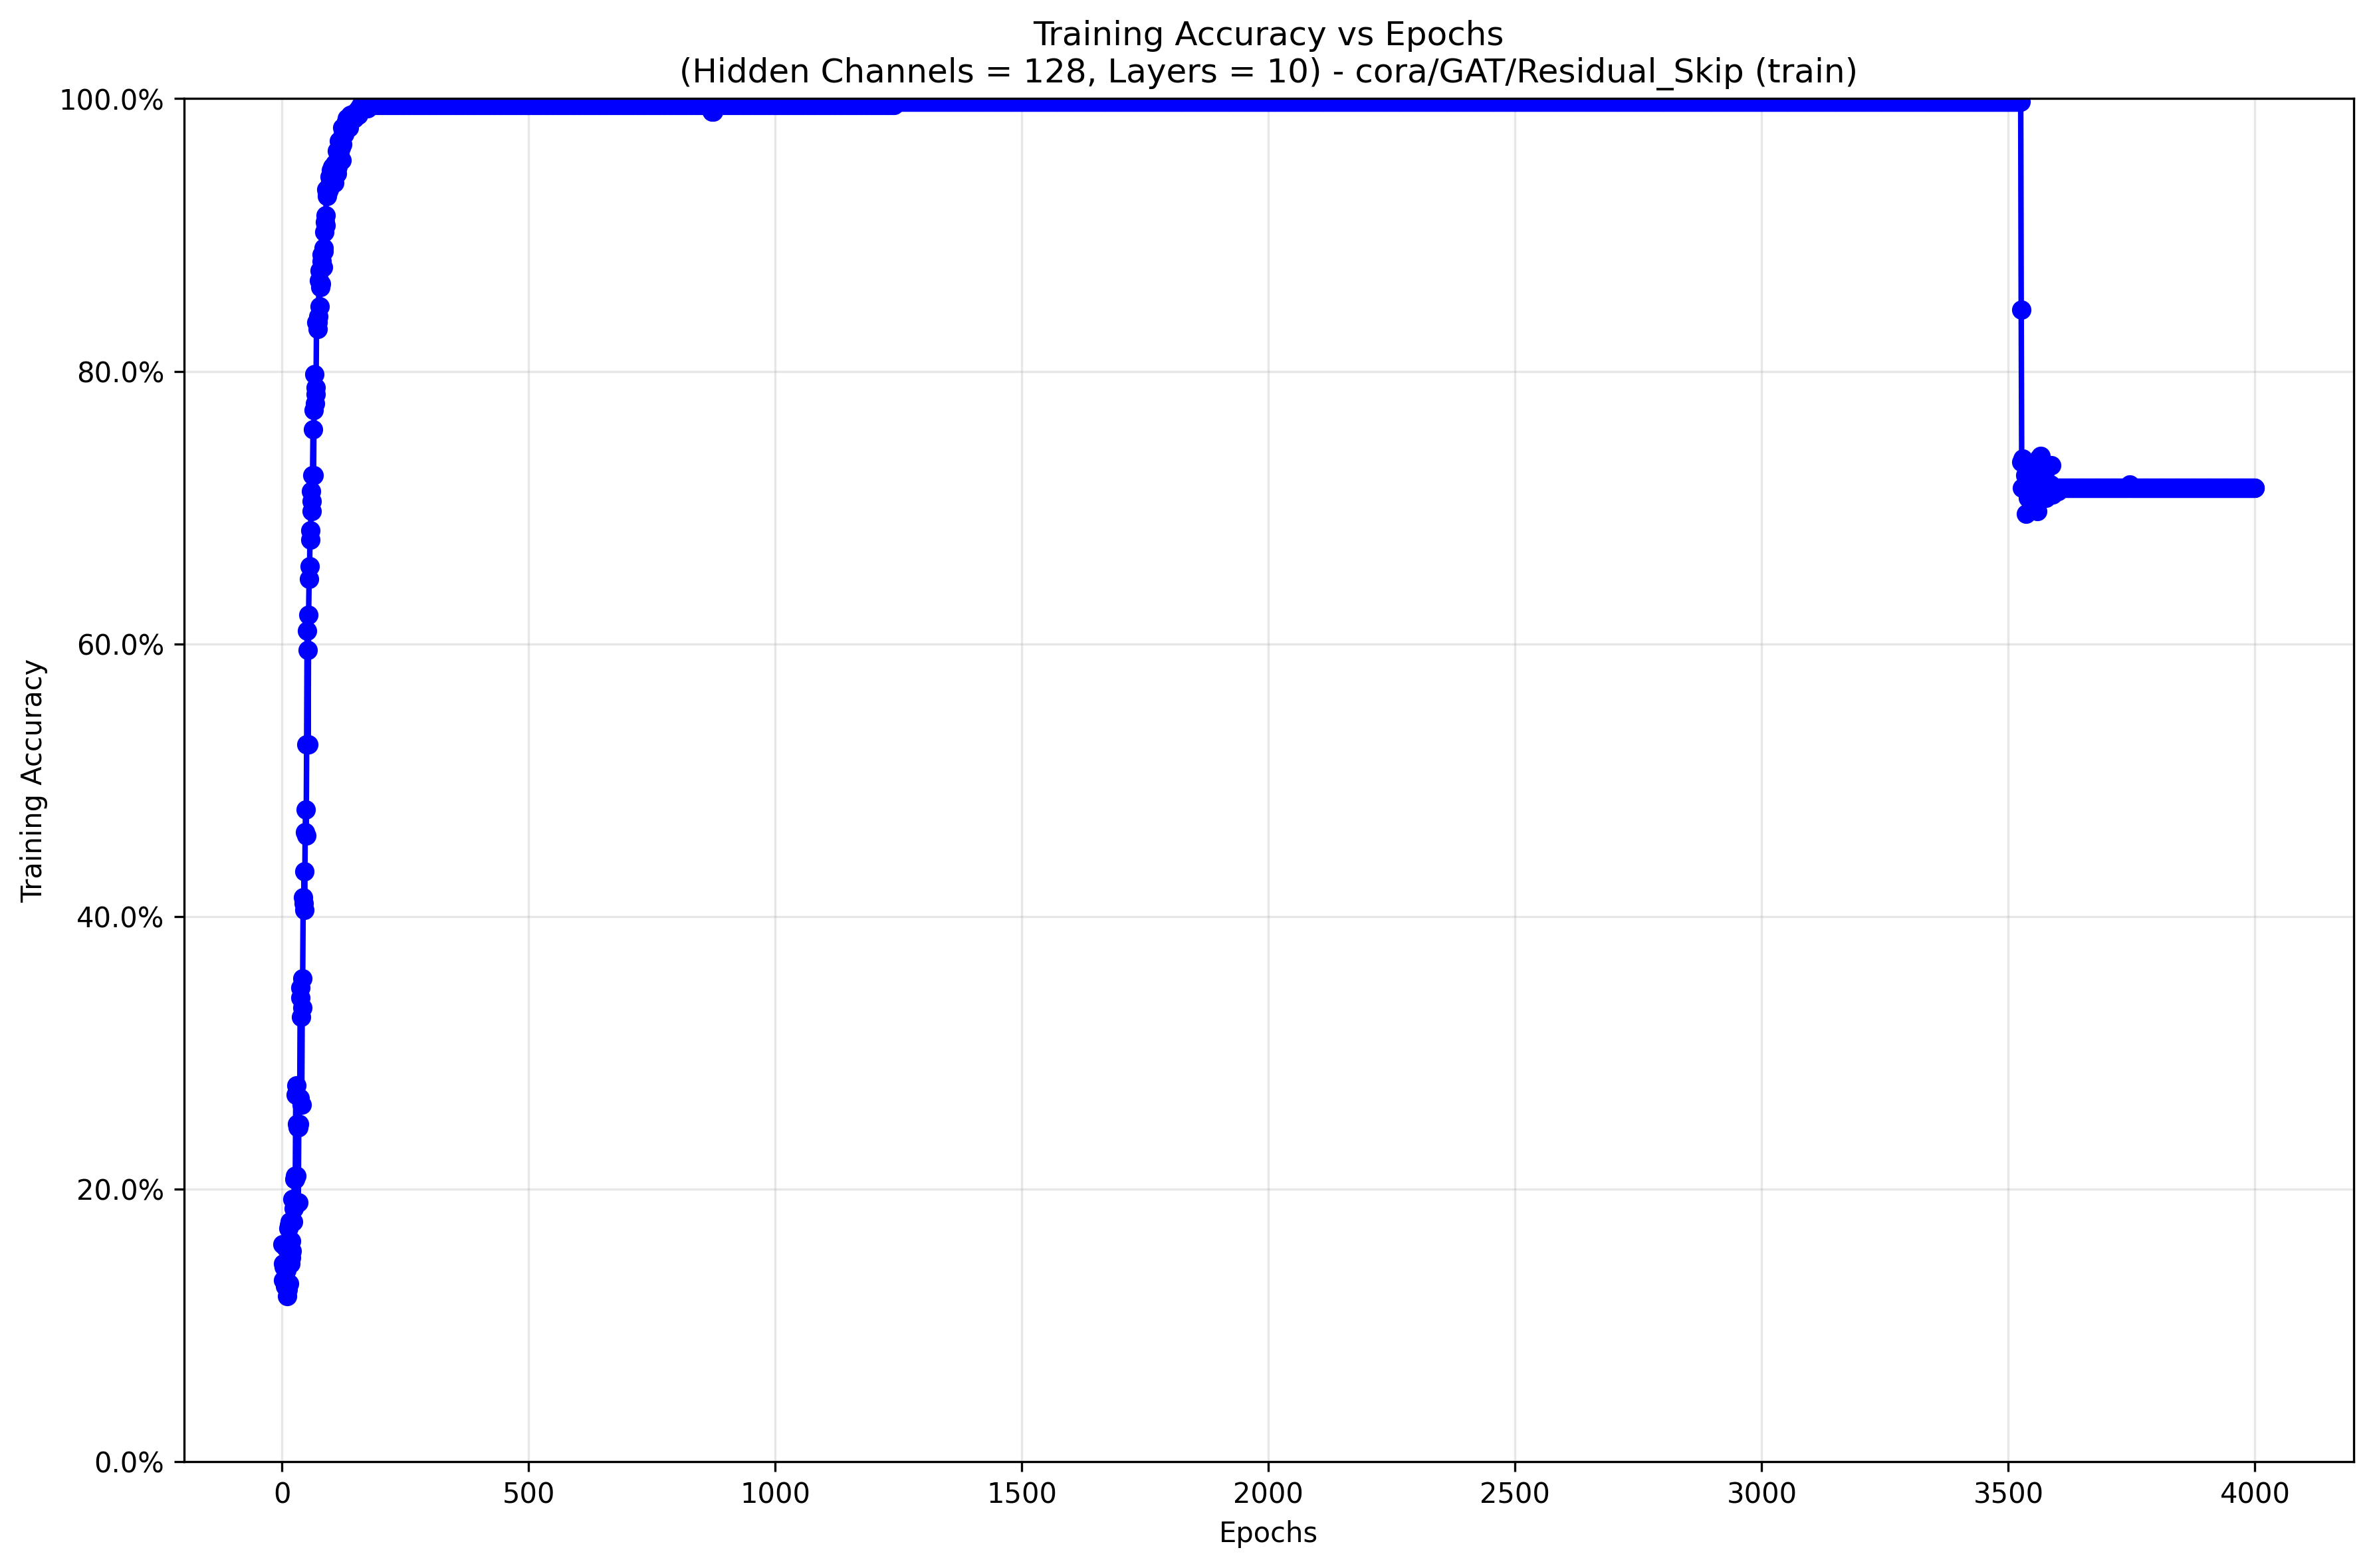 Training Accuracy vs Epochs
(Hidden Channels = 128, Layers = 10) - cora/GAT/Residual_Skip (train)
100.0%
80.0%
60.0%
40.0%
20.0%
0.0%
Training Accuracy
0 500 1000 1500 2000 2500 3000 3500 4000
Epochs